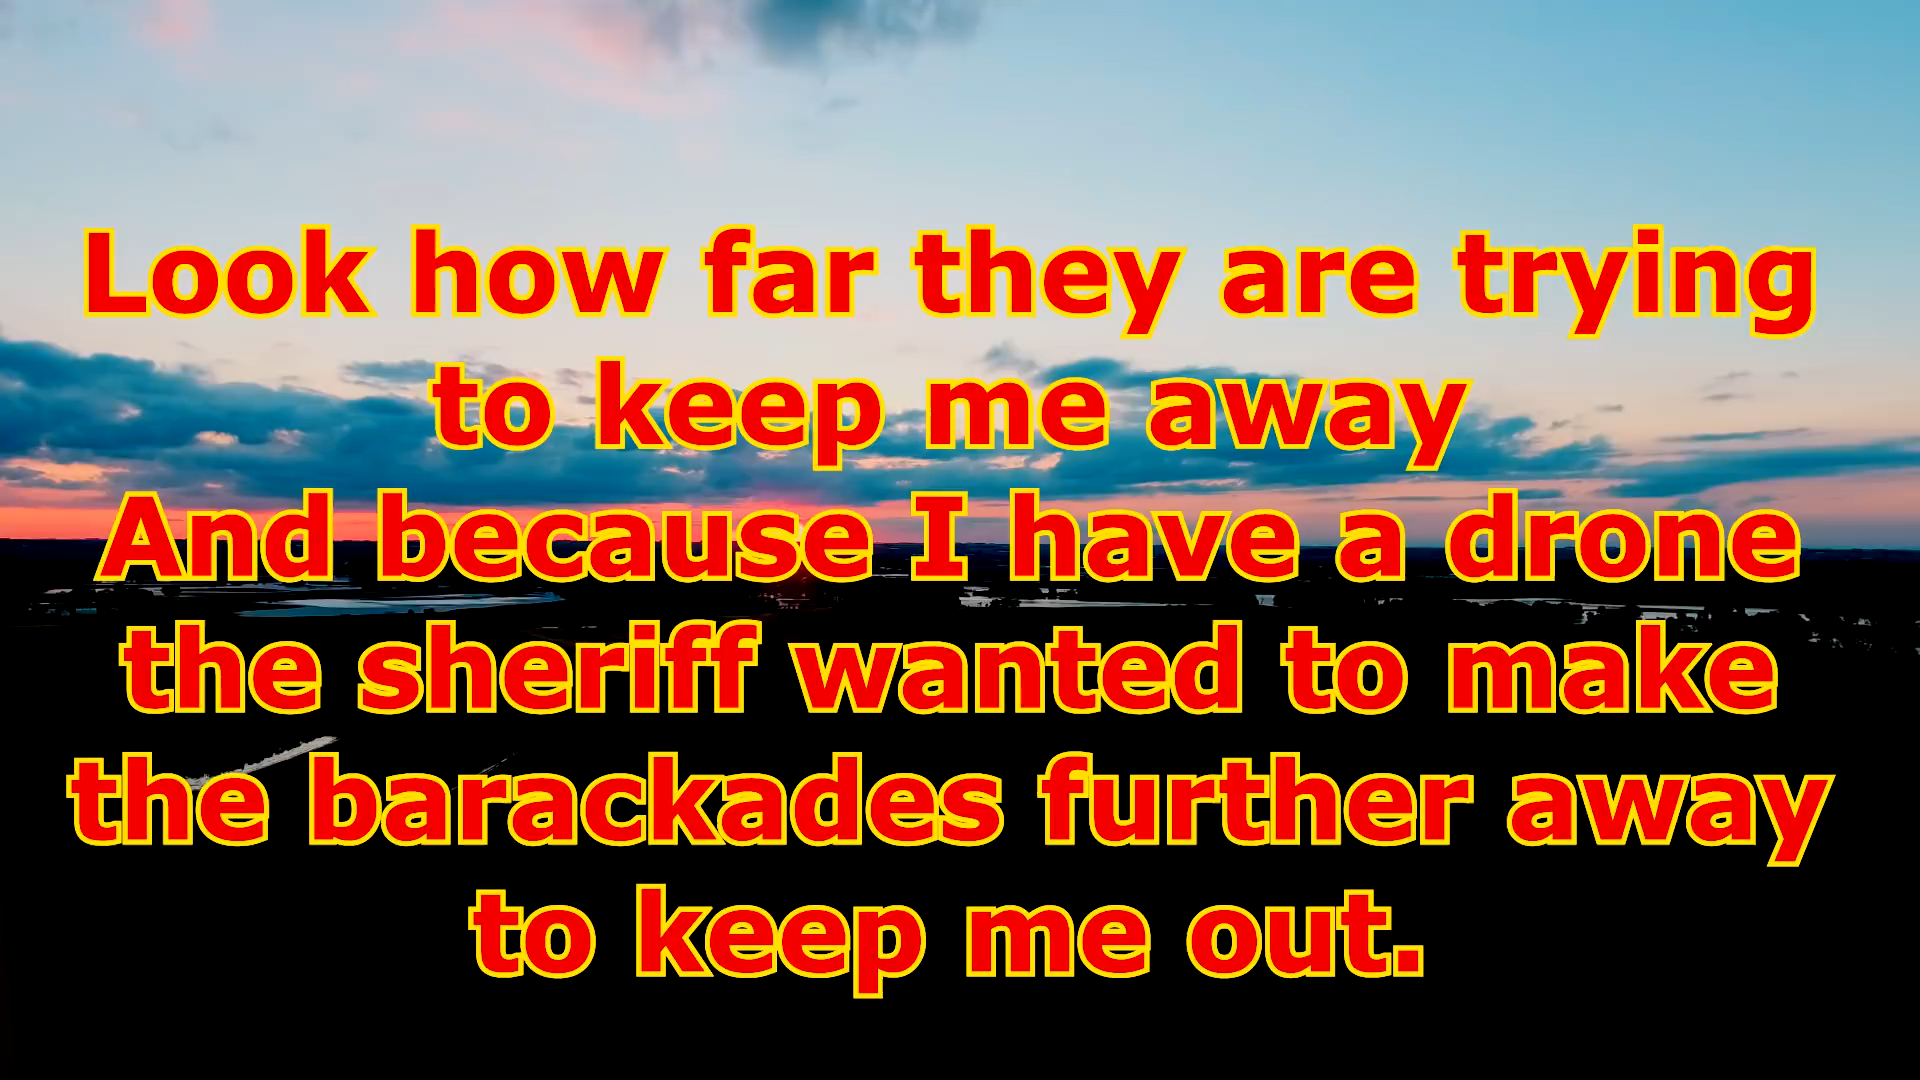 Look how far they are trying
to keep me away
And because I have a drone
the sheriff wanted to make
the barackades further away
to keep me out.